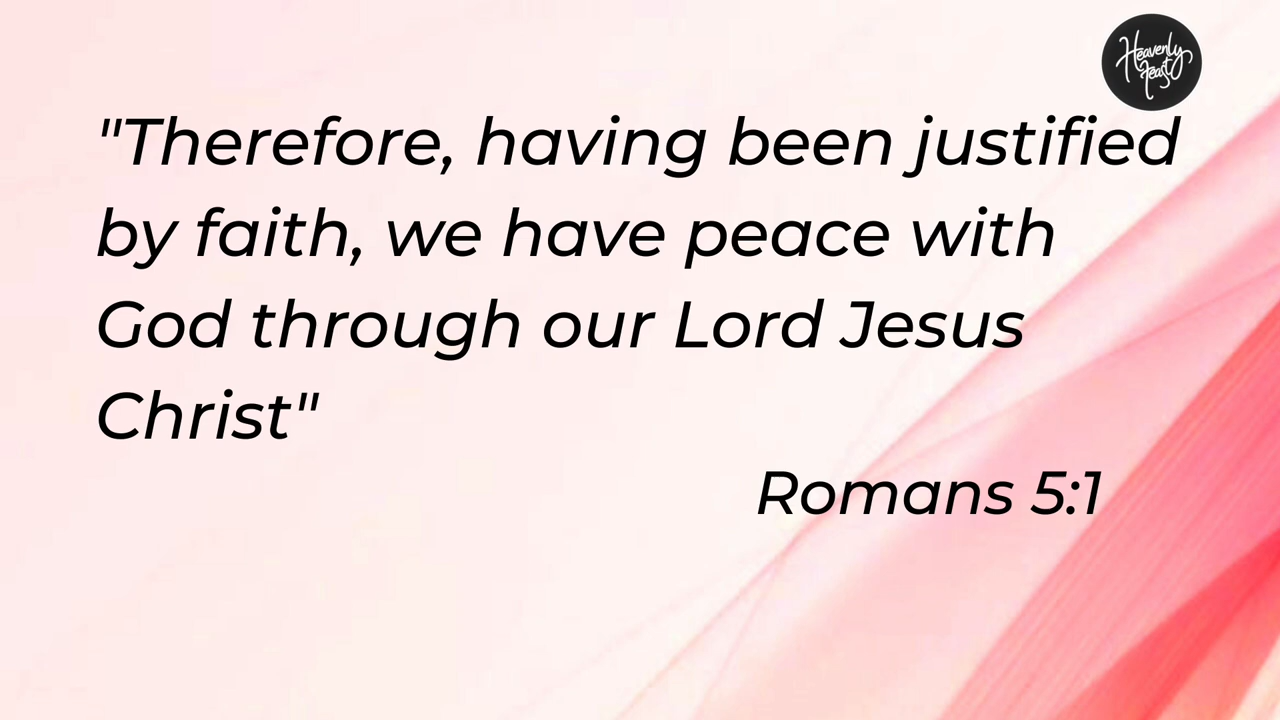 Heavenly
Feast
"Therefore, having been justified
by faith, we have peace with
God through our Lord Jesus
Christ"
Romans 5:1